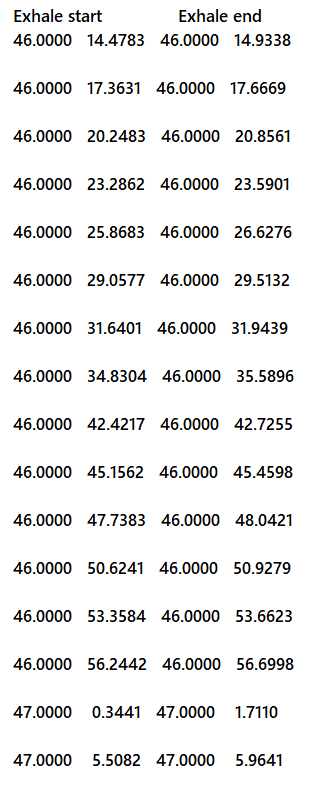 Exhale start Exhale end
46.0000 14.4783 46.0000 14.9338
46.0000 17.3631 46.0000 17.6669
46.0000 20.2483 46.0000 20.8561
46.0000 23.2862 46.0000 23.5901
46.0000 25.8683 46.0000 26.6276
46.0000 29.0577 46.0000 29.5132
46.0000 31.6401 46.0000 31.9439
46.0000 34.8304 46.0000 35.5896
46.0000 42.4217 46.0000 42.7255
46.0000 45.1562 46.0000 45.4598
46.0000 47.7383 46.0000 48.0421
46.0000 50.6241 46.0000 50.9279
46.0000 53.3584 46.0000 53.6623
46.0000 56.2442 46.0000 56.6998
47.0000 0.3441 47.0000 1.7110
47.0000 5.5082 47.0000 5.9641